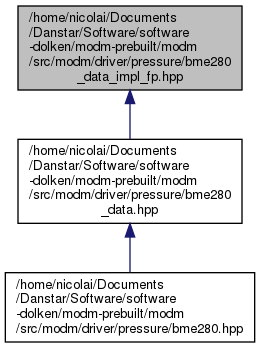 /home/nicolai/Documents
/Danstar/Software/software
-dolken/modm-prebuilt/modm
/src/modm/driver/pressure/bme280
_data_impl_fp.hpp
/home/nicolai/Documents
/Danstar/Software/software
-dolken/modm-prebuilt/modm
/src/modm/driver/pressure/bme280
_data.hpp
/home/nicolai/Documents
/Danstar/Software/software
-dolken/modm-prebuilt/modm
/src/modm/driver/pressure/bme280.hpp